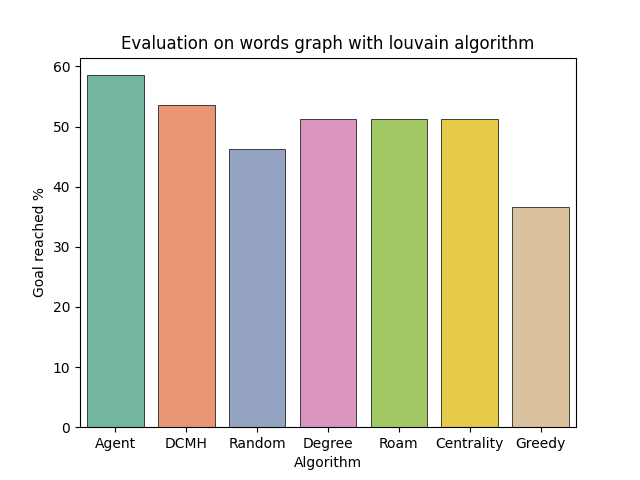 Evaluation on words graph with louvain algorithm
Goal reached %
60
50
40
30
20
10
0
Agent DCMH Random Degree Roam Centrality Greedy
Algorithm